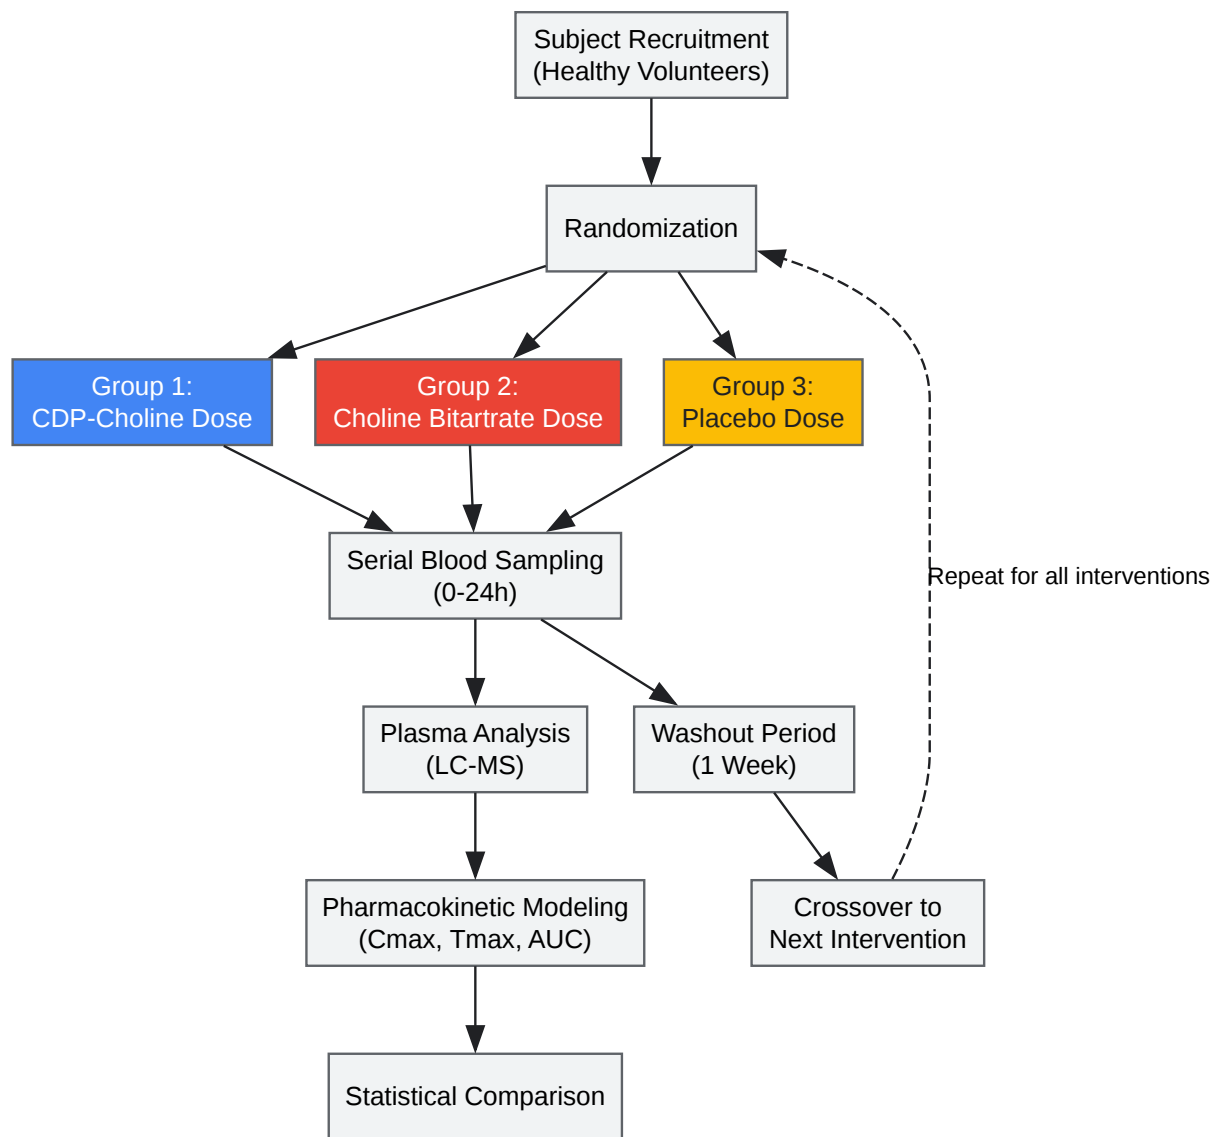 Subject Recruitment
(Healthy Volunteers)
Randomization
Group 1:
CDP-Choline Dose
Group 2:
Choline Bitartrate Dose
Group 3:
Placebo Dose
Serial Blood Sampling
(0-24h)
Repeat for all interventions
Plasma Analysis
(LC-MS)
Washout Period
(1 Week)
Pharmacokinetic Modeling
(Cmax, Tmax, AUC)
Crossover to
Next Intervention
Statistical Comparison